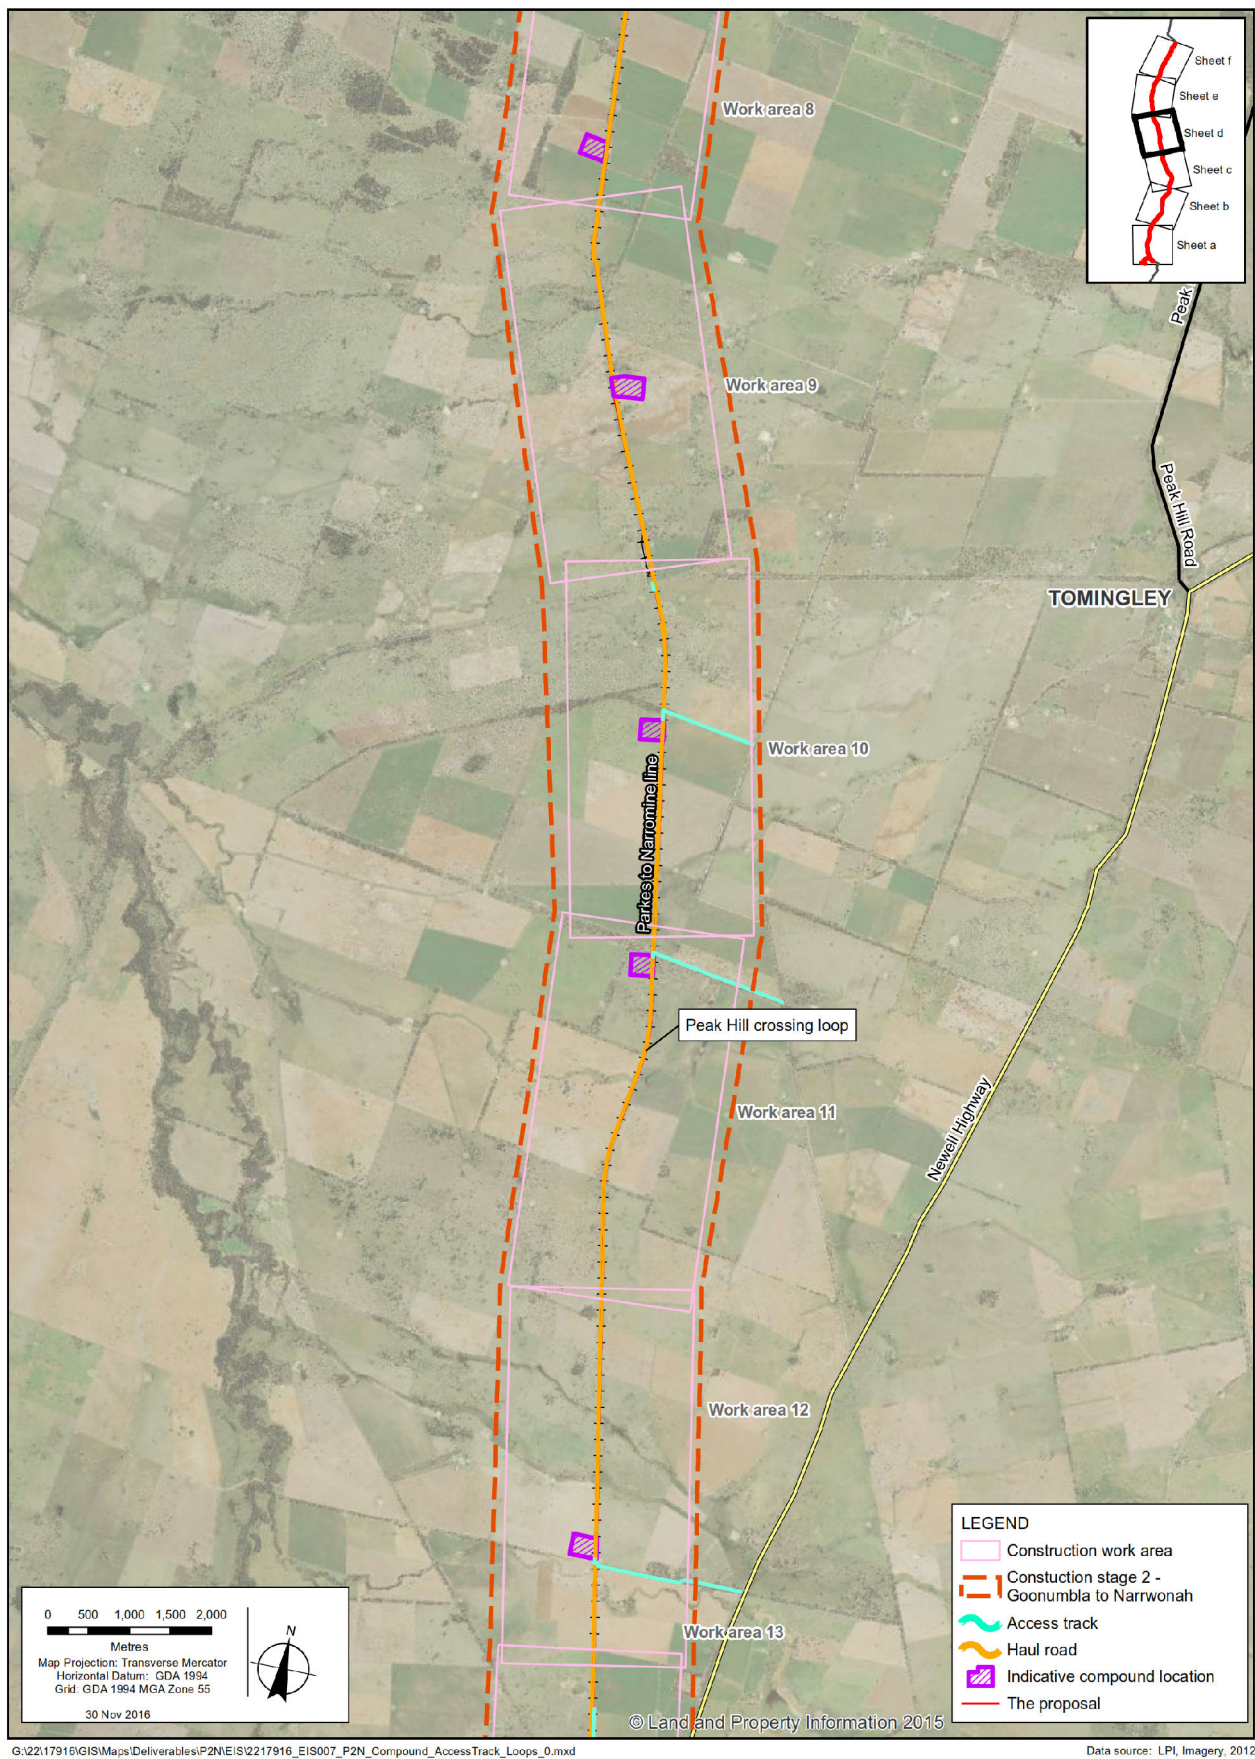 Sheet f
Sheet e
Work area 8
Sheet d
Sheet c
Sheet b
Sheet a
Peak
Work area 9
Peak Hill Road
TOMINGLEY
Work area 10
Parkes to Narromine line
Peak Hill crossing loop
Work area 11
Newell Highway
Work area 12
LEGEND
Construction work area
Constuction stage 2 -
Goonumbla to Narrwonah
Access track
Haul road
Indicative compound location
The proposal
0 500 1,000 1,500 2,000
Metres
Map Projection: Transverse Mercator
Horizontal Datum: GDA 1994
Grid: GDA 1994 MGA Zone 55
30 Nov 2016
N
Work area 13
© Land and Property Information 2015
G:\22\17916\GIS\Maps\Deliverables\P2N\EIS\2217916_EIS007_P2N_Compound_AccessTrack_Loops_0.mxd
Data source: LPI, Imagery, 2012